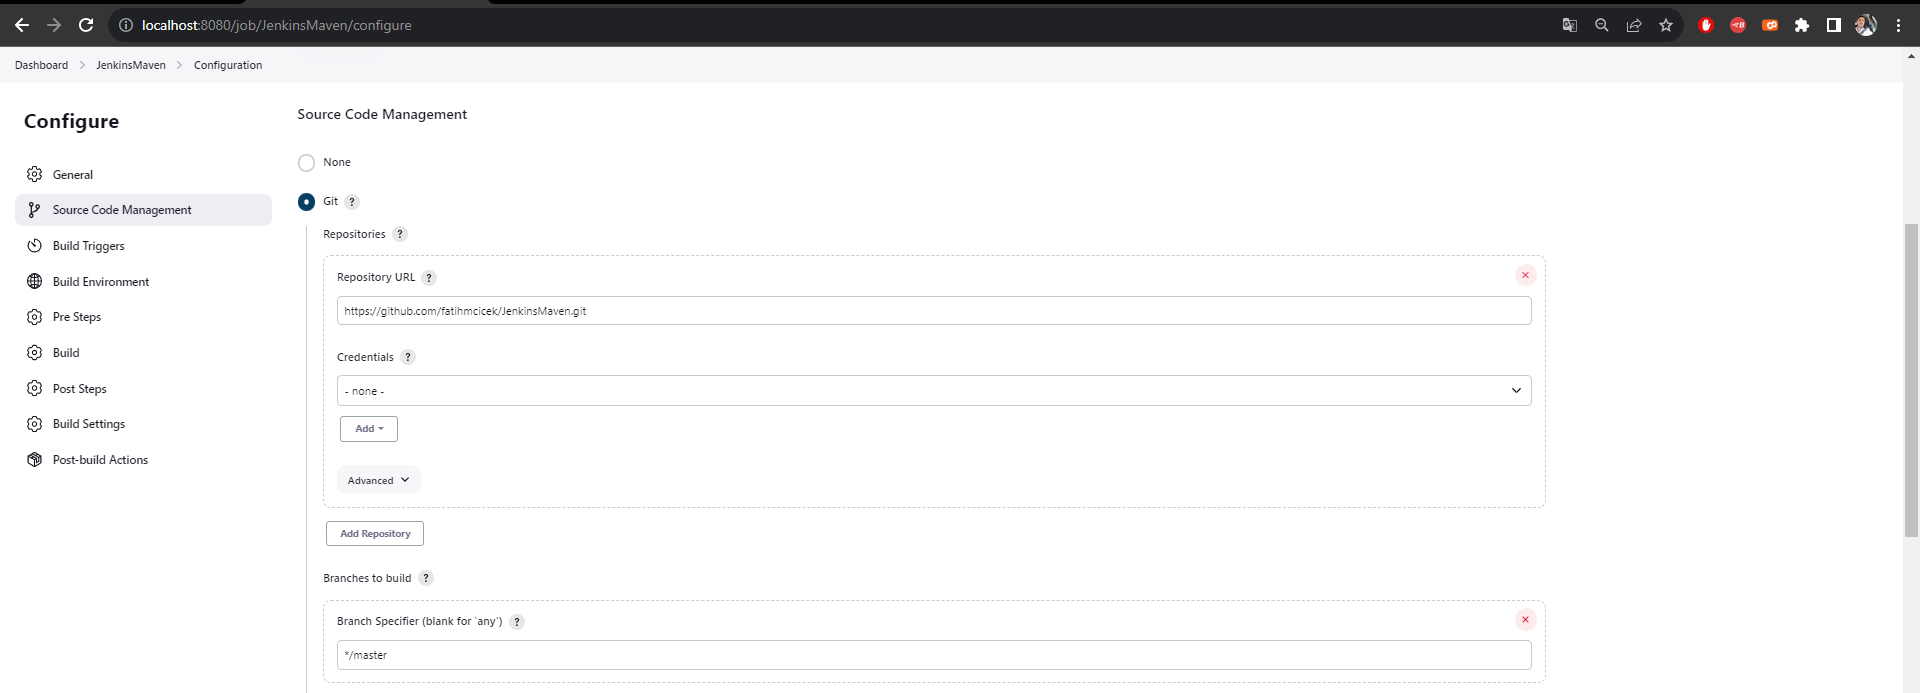 localhost:8080/job/JenkinsMaven/configure
Dashboard > JenkinsMaven > Configuration
Configure
General
Source Code Management
Build Triggers
Build Environment
Pre Steps
Build
Post Steps
Build Settings
Post-build Actions
Source Code Management
None
Git ?
Repositories ?
Repository URL ?
https://github.com/fatihmcicek/JenkinsMaven.git
Credentials ?
- none -
Add
Advanced
Add Repository
Branches to build ?
Branch Specifier (blank for 'any') ?
*/master